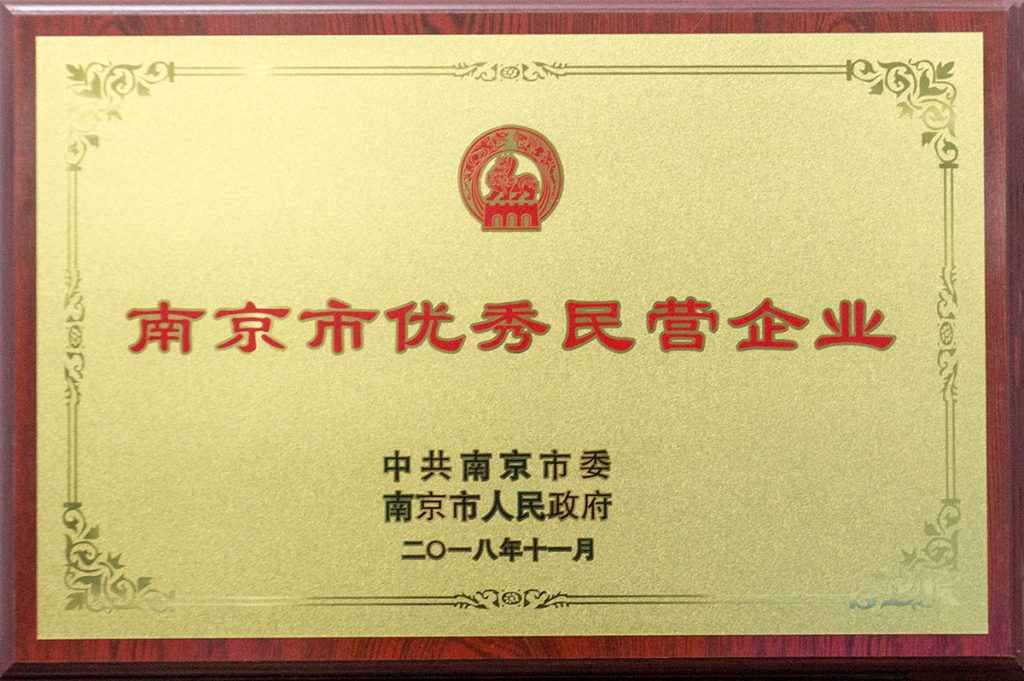 南京市优秀民营企业
中共南京市委
南京市人民政府
二〇一八年十一月